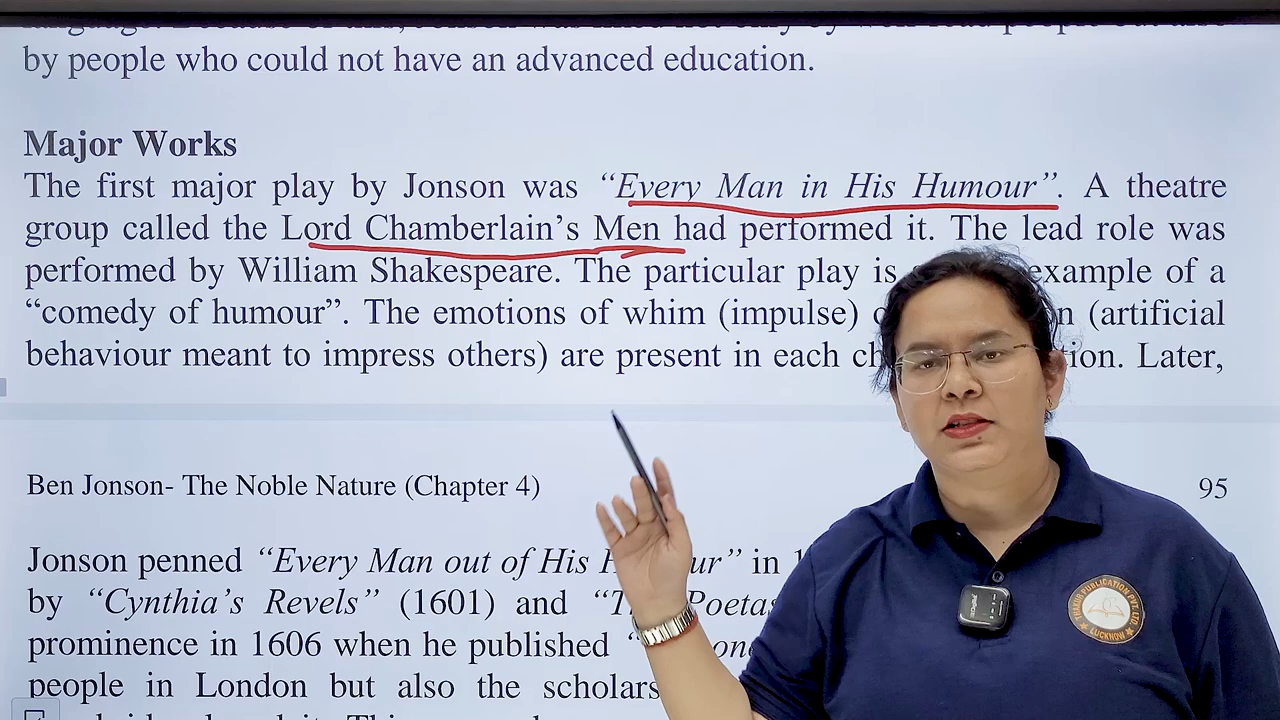 by people who could not have an advanced education.
Major Works
The first major play by Jonson was “Every Man in His Humour”. A theatre
group called the Lord Chamberlain’s Men had performed it. The lead role was
performed by William Shakespeare. The particular play is example of a
“comedy of humour”. The emotions of whim (impulse) (artificial
behaviour meant to impress others) are present in each Later,
Ben Jonson- The Noble Nature (Chapter 4) 95
Jonson penned “Every Man out of His in
by “Cynthia’s Revels” (1601) and
prominence in 1606 when he published
people in London but also the scholars
THAKUR PUBLICATION PVT. LTD.
LUCKNOW